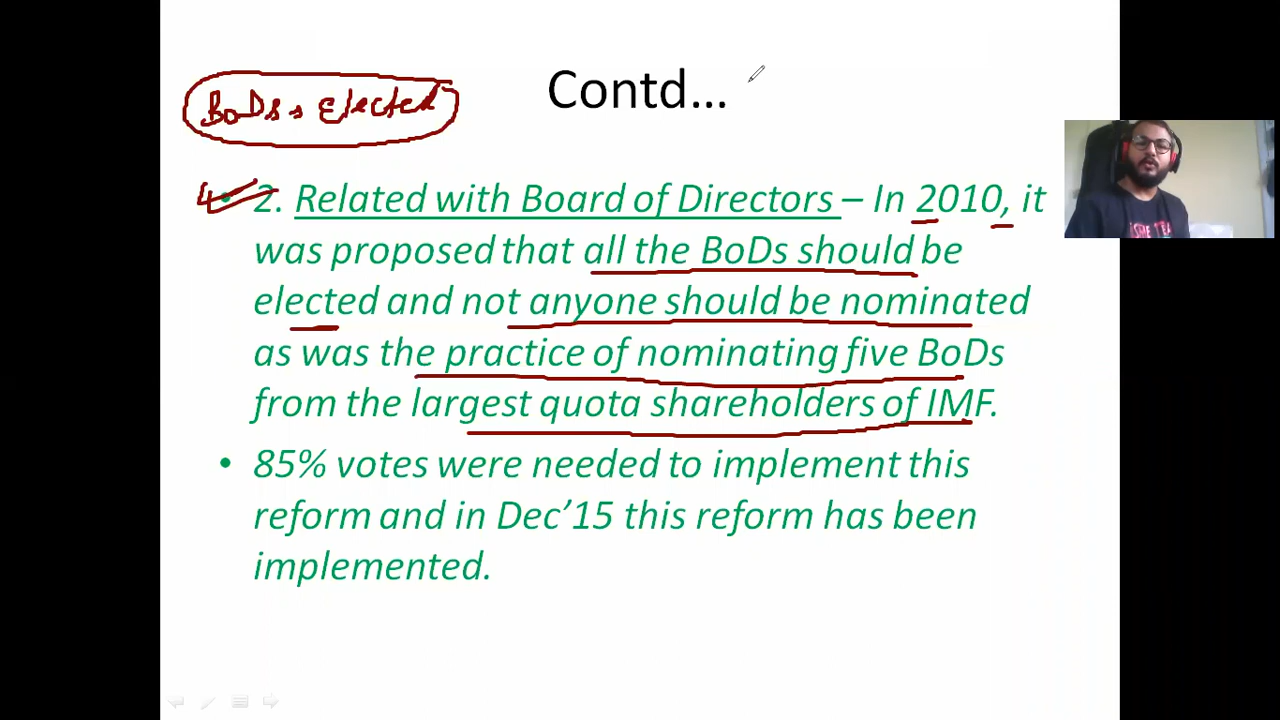 Contd...
BoDs → Elected
• 2. Related with Board of Directors – In 2010, it
was proposed that all the BoDs should be
elected and not anyone should be nominated
as was the practice of nominating five BoDs
from the largest quota shareholders of IMF.
• 85% votes were needed to implement this
reform and in Dec’15 this reform has been
implemented.